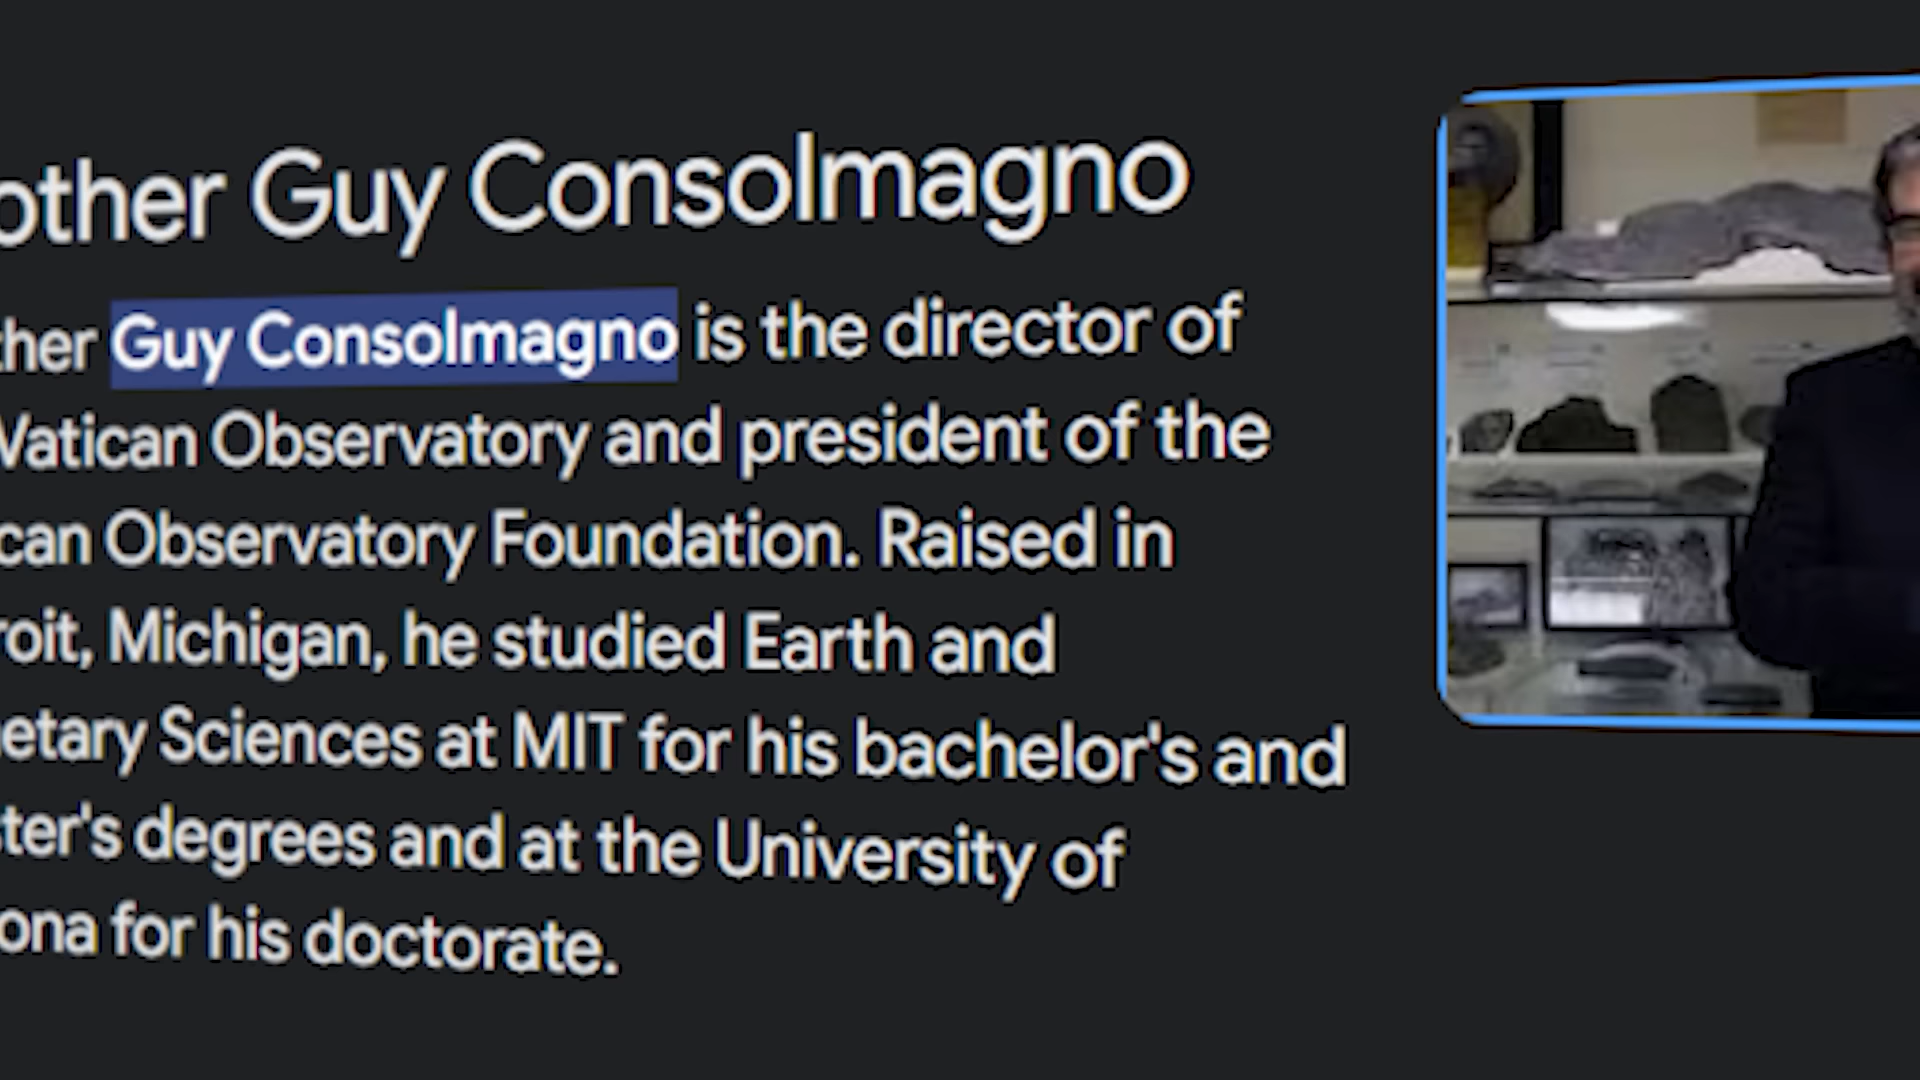 other Guy Consolmagno
ther Guy Consolmagno is the director of
Vatican Observatory and president of the
can Observatory Foundation. Raised in
roit, Michigan, he studied Earth and
etary Sciences at MIT for his bachelor's and
ster's degrees and at the University of
ona for his doctorate.